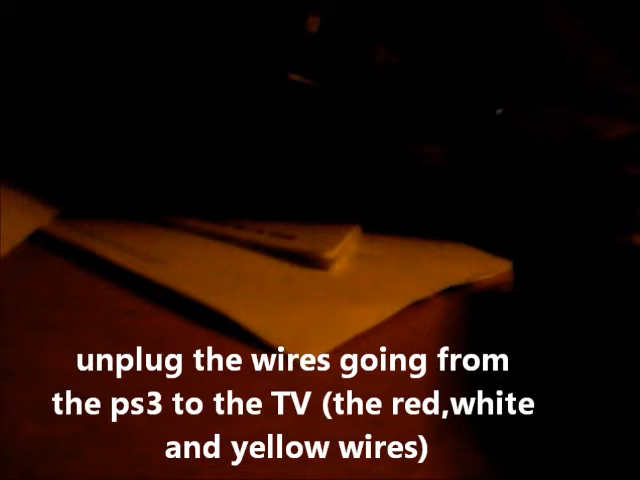 unplug the wires going from
the ps3 to the TV (the red,white
and yellow wires)